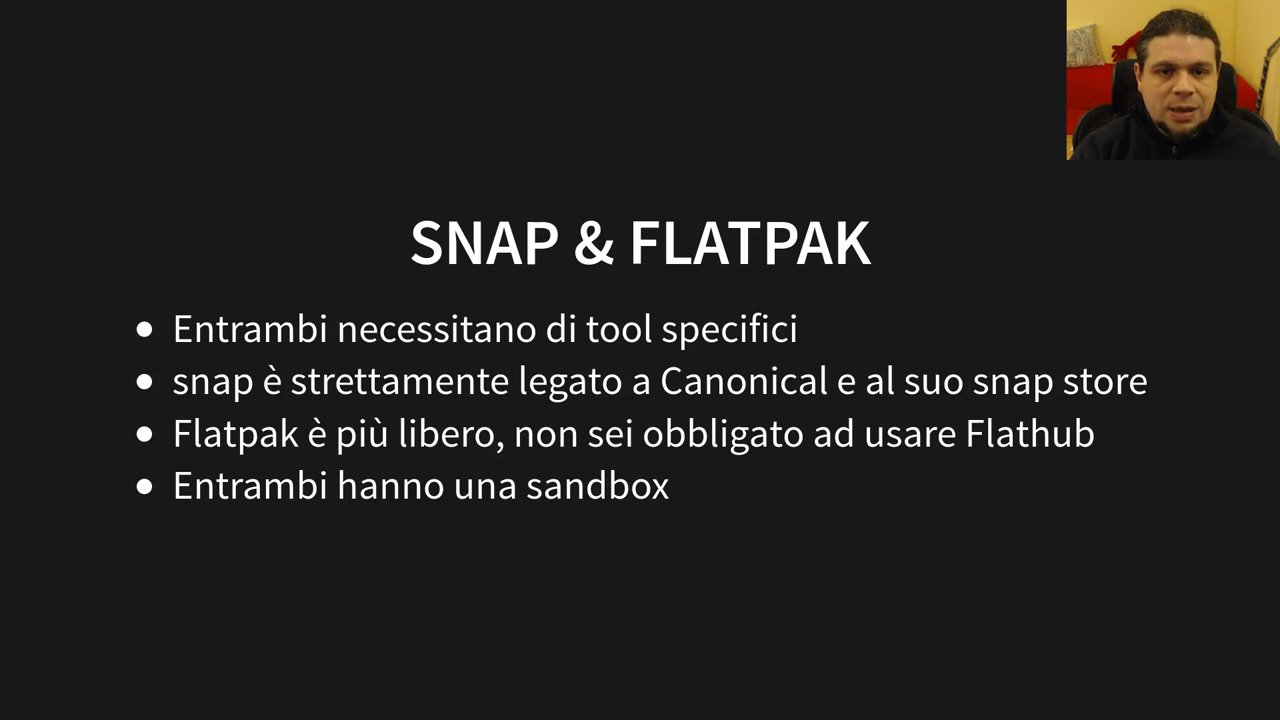 SNAP & FLATPAK
Entrambi necessitano di tool specifici
snap è strettamente legato a Canonical e al suo snap store
Flatpak è più libero, non sei obbligato ad usare Flathub
Entrambi hanno una sandbox